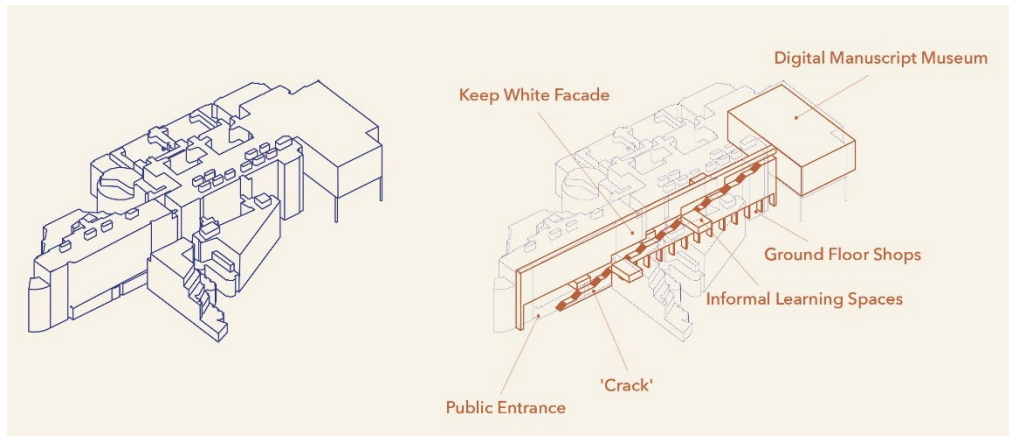 Digital Manuscript Museum
Keep White Facade
Ground Floor Shops
Informal Learning Spaces
'Crack'
Public Entrance